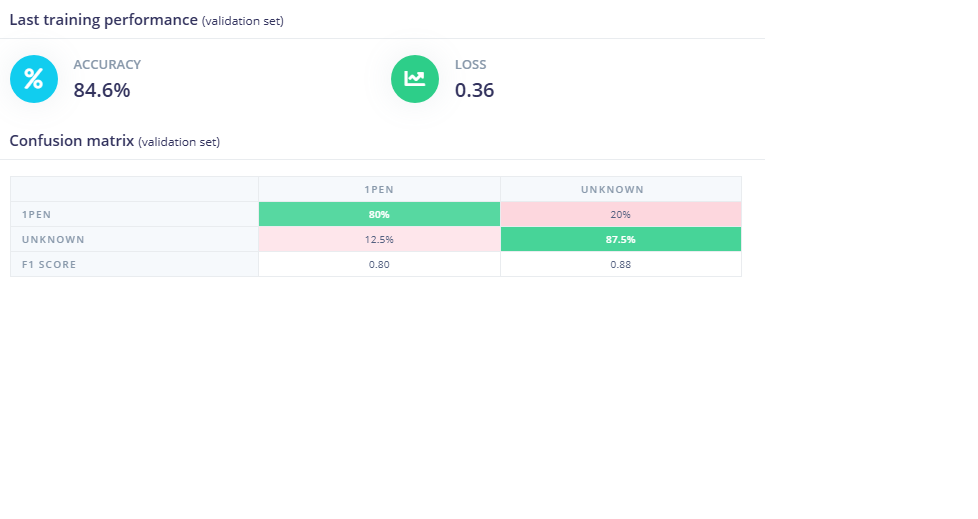 Last training performance (validation set)
% ACCURACY LOSS
84.6% 0.36
Confusion matrix (validation set)
1PEN UNKNOWN
1PEN 80% 20%
UNKNOWN 12.5% 87.5%
F1 SCORE 0.80 0.88